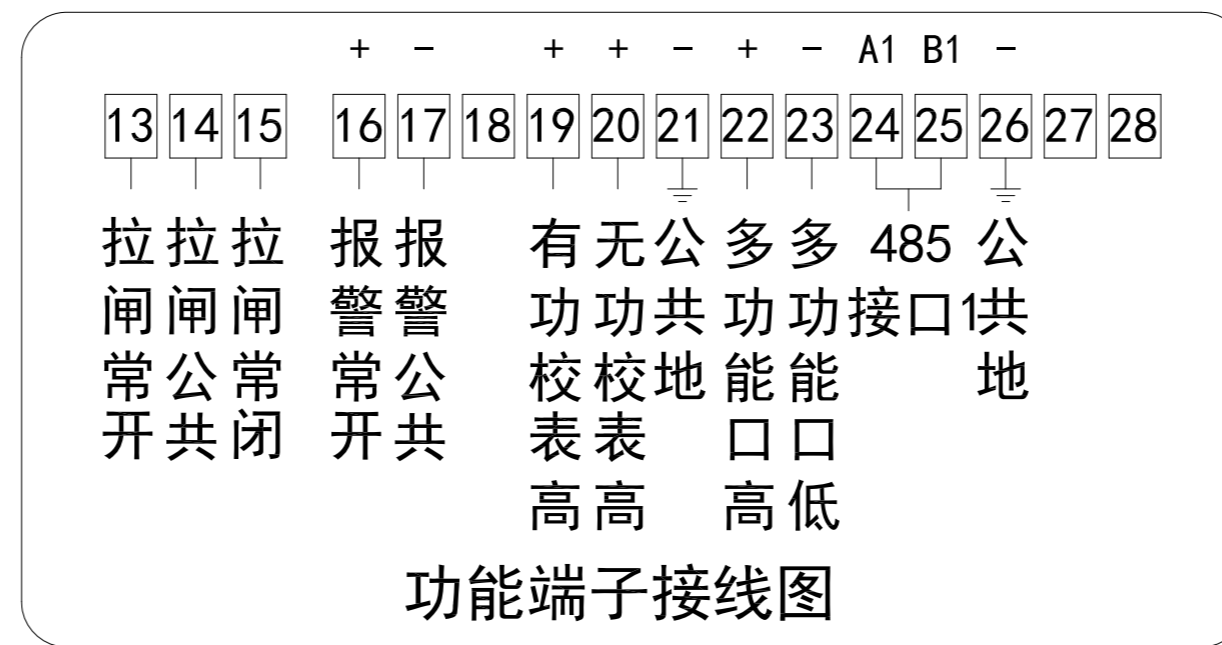 + − + + − + − A1 B1 −
13 14 15 16 17 18 19 20 21 22 23 24 25 26 27 28
拉闸常开
拉闸公共
拉闸常闭
报警常开
报警公共
有功校表高
无功校表高
公共地
多功能口高
多功能口低
485
接口1
公共地
功能端子接线图